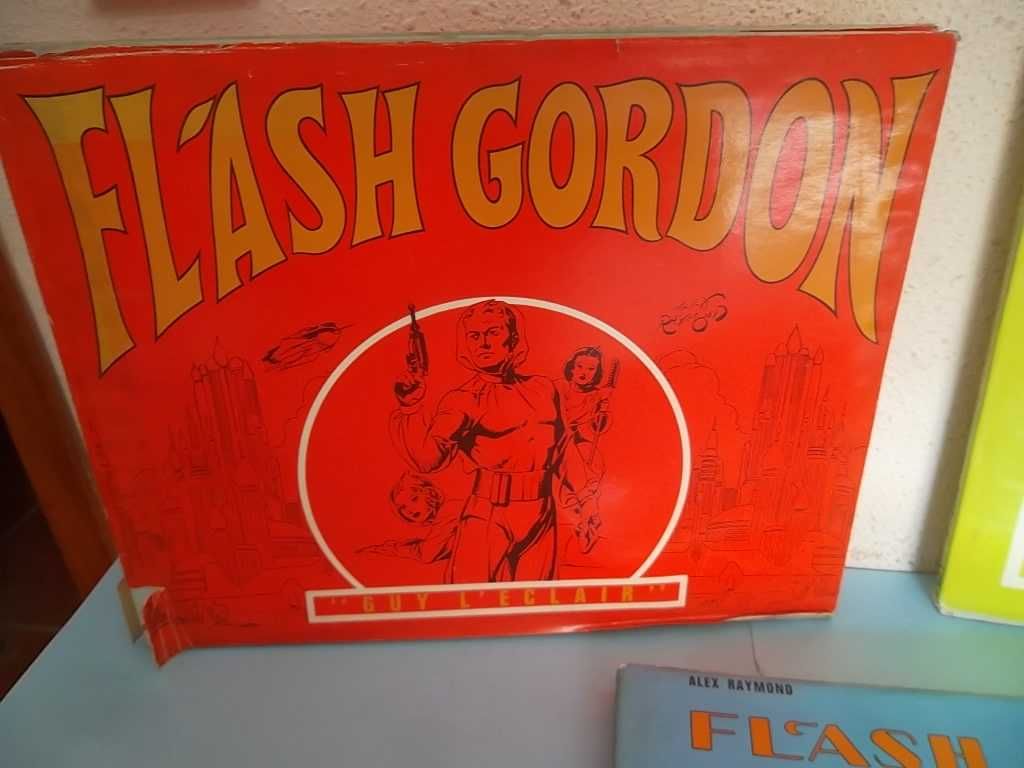 FLASH GORDON
"GUY L'ECLAIR"
ALEX RAYMOND
FLASH